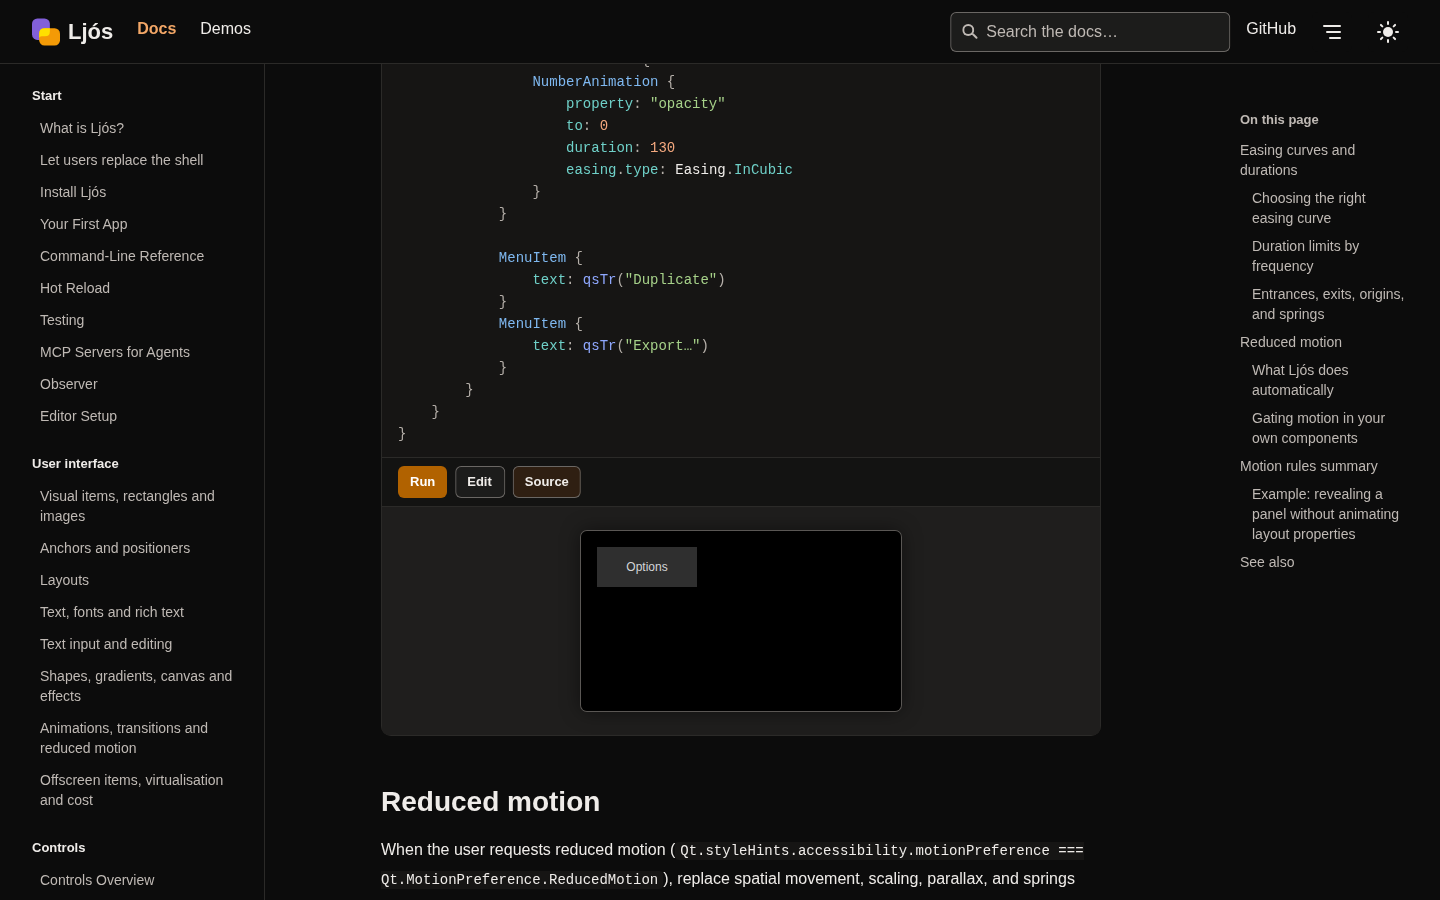 Ljós
Docs
Demos
Search the docs…
GitHub
Start
What is Ljós?
Let users replace the shell
Install Ljós
Your First App
Command-Line Reference
Hot Reload
Testing
MCP Servers for Agents
Observer
Editor Setup
User interface
Visual items, rectangles and
images
Anchors and positioners
Layouts
Text, fonts and rich text
Text input and editing
Shapes, gradients, canvas and
effects
Animations, transitions and
reduced motion
Offscreen items, virtualisation
and cost
Controls
Controls Overview
{
NumberAnimation {
property: "opacity"
to: 0
duration: 130
easing.type: Easing.InCubic
}
}
MenuItem {
text: qsTr("Duplicate")
}
MenuItem {
text: qsTr("Export…")
}
}
}
}
Run
Edit
Source
Options
Reduced motion
When the user requests reduced motion ( Qt.styleHints.accessibility.motionPreference ===
Qt.MotionPreference.ReducedMotion ), replace spatial movement, scaling, parallax, and springs
On this page
Easing curves and
durations
Choosing the right
easing curve
Duration limits by
frequency
Entrances, exits, origins,
and springs
Reduced motion
What Ljós does
automatically
Gating motion in your
own components
Motion rules summary
Example: revealing a
panel without animating
layout properties
See also